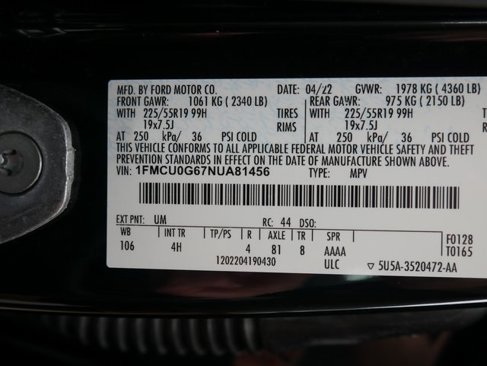 MFD. BY FORD MOTOR CO. DATE: 04/22 GVWR: 1978 KG ( 4360 LB)
FRONT GAWR: 1061 KG ( 2340 LB) REAR GAWR: 975 KG ( 2150 LB)
WITH 225/55R19 99H TIRES WITH 225/55R19 99H
19x7.5J RIMS 19x7.5J
AT 250 kPa/ 36 PSI COLD AT 250 kPa/ 36 PSI COLD
THIS VEHICLE CONFORMS TO ALL APPLICABLE FEDERAL MOTOR VEHICLE SAFETY
AND THEFT PREVENTION STANDARDS IN EFFECT ON THE DATE OF MANUFACTURE SHOWN ABOVE.
VIN: 1FMCU0G67NUA81456 TYPE: MPV
EXT PNT: UM RC: 44 DSO:
WB INT TR TP/PS R AXLE TR SPR F0128
106 4H 4 81 8 AAAA T0165
1202204190430 ULC ▽ 5U5A-3520472-AA